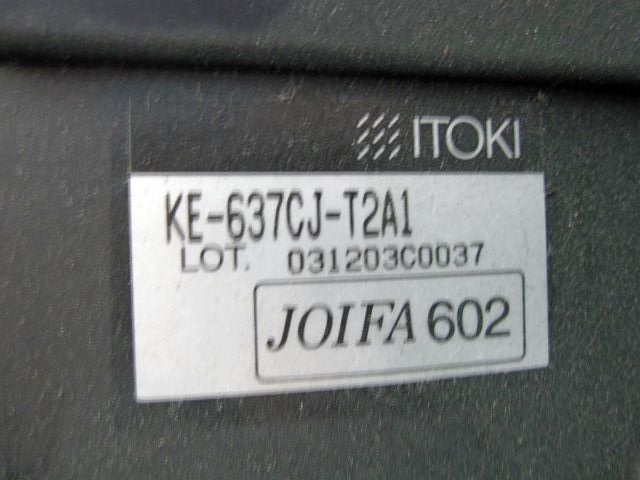 ITOKI
KE-637CJ-T2A1
LOT. 031203C0037
JOIFA 602